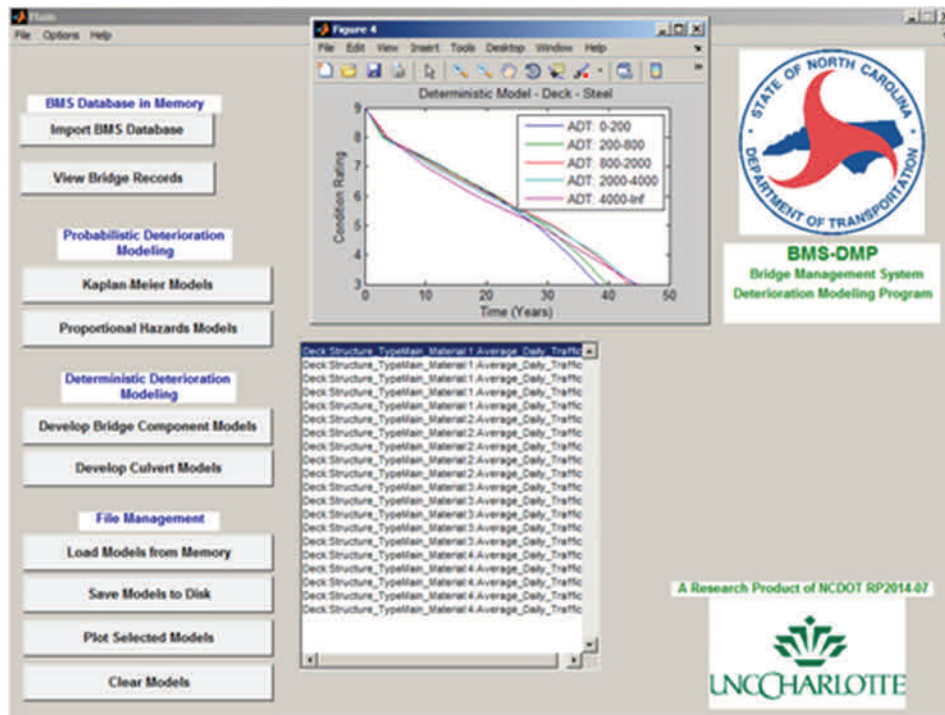 Main
File Options Help
BMS Database in Memory
Import BMS Database
View Bridge Records
Probabilistic Deterioration
Modeling
Kaplan-Meier Models
Proportional Hazards Models
Deterministic Deterioration
Modeling
Develop Bridge Component Models
Develop Culvert Models
File Management
Load Models from Memory
Save Models to Disk
Plot Selected Models
Clear Models
Figure 4
File Edit View Insert Tools Desktop Window Help
Deterministic Model - Deck - Steel
Condition Rating
9
8
7
6
5
4
3
ADT: 0-200
ADT: 200-800
ADT: 800-2000
ADT: 2000-4000
ADT: 4000-Inf
0 10 20 30 40 50
Time (Years)
Deck:Structure_TypeMain_Material:1:Average_Daily_Traffic
Deck:Structure_TypeMain_Material:1:Average_Daily_Traffic
Deck:Structure_TypeMain_Material:1:Average_Daily_Traffic
Deck:Structure_TypeMain_Material:1:Average_Daily_Traffic
Deck:Structure_TypeMain_Material:1:Average_Daily_Traffic
Deck:Structure_TypeMain_Material:2:Average_Daily_Traffic
Deck:Structure_TypeMain_Material:2:Average_Daily_Traffic
Deck:Structure_TypeMain_Material:2:Average_Daily_Traffic
Deck:Structure_TypeMain_Material:2:Average_Daily_Traffic
Deck:Structure_TypeMain_Material:2:Average_Daily_Traffic
Deck:Structure_TypeMain_Material:3:Average_Daily_Traffic
Deck:Structure_TypeMain_Material:3:Average_Daily_Traffic
Deck:Structure_TypeMain_Material:3:Average_Daily_Traffic
Deck:Structure_TypeMain_Material:3:Average_Daily_Traffic
Deck:Structure_TypeMain_Material:3:Average_Daily_Traffic
Deck:Structure_TypeMain_Material:4:Average_Daily_Traffic
Deck:Structure_TypeMain_Material:4:Average_Daily_Traffic
Deck:Structure_TypeMain_Material:4:Average_Daily_Traffic
Deck:Structure_TypeMain_Material:4:Average_Daily_Traffic
Deck:Structure_TypeMain_Material:4:Average_Daily_Traffic
STATE OF NORTH CAROLINA
DEPARTMENT OF TRANSPORTATION
BMS-DMP
Bridge Management System
Deterioration Modeling Program
A Research Product of NCDOT RP2014-07
UNC CHARLOTTE